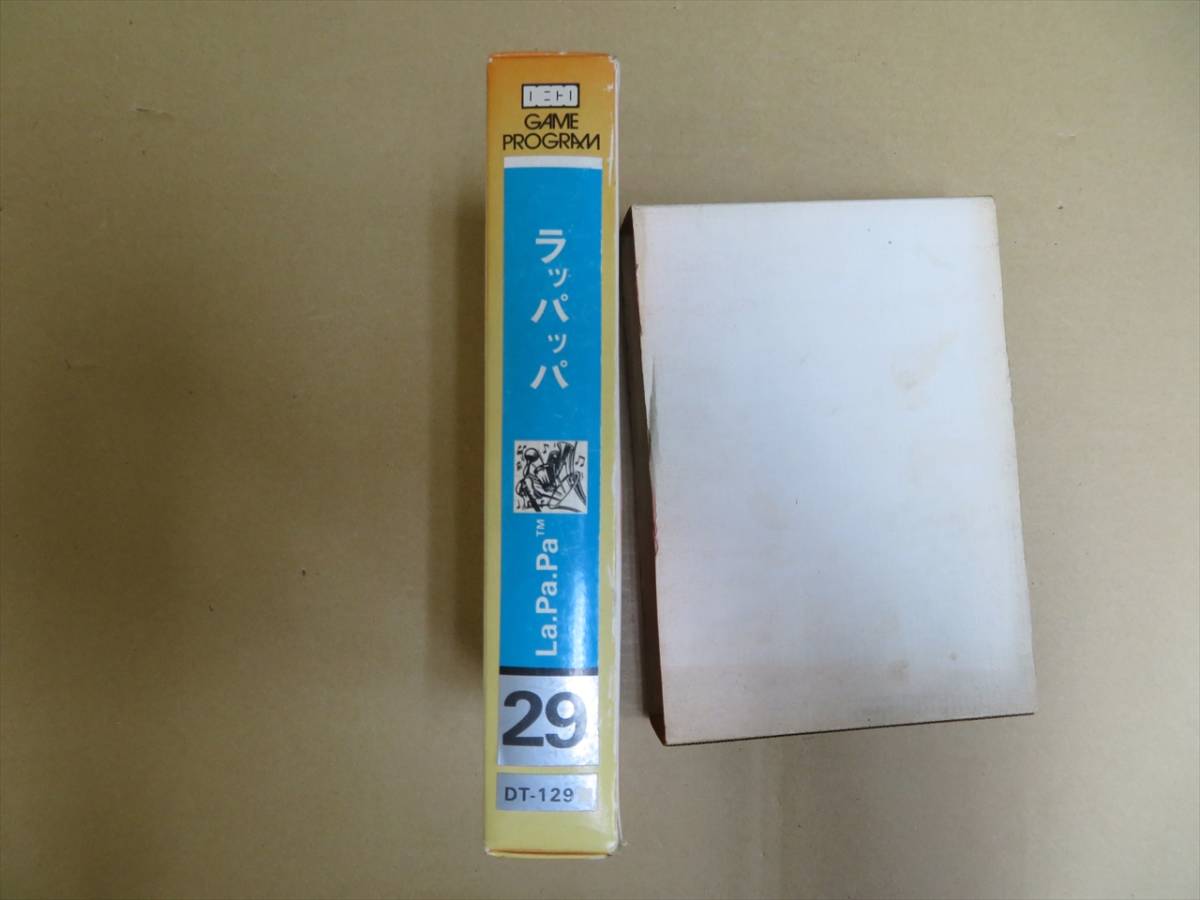 DECO
GAME
PROGRAM
ラッパッパ
La.Pa.Pa™
29
DT-129